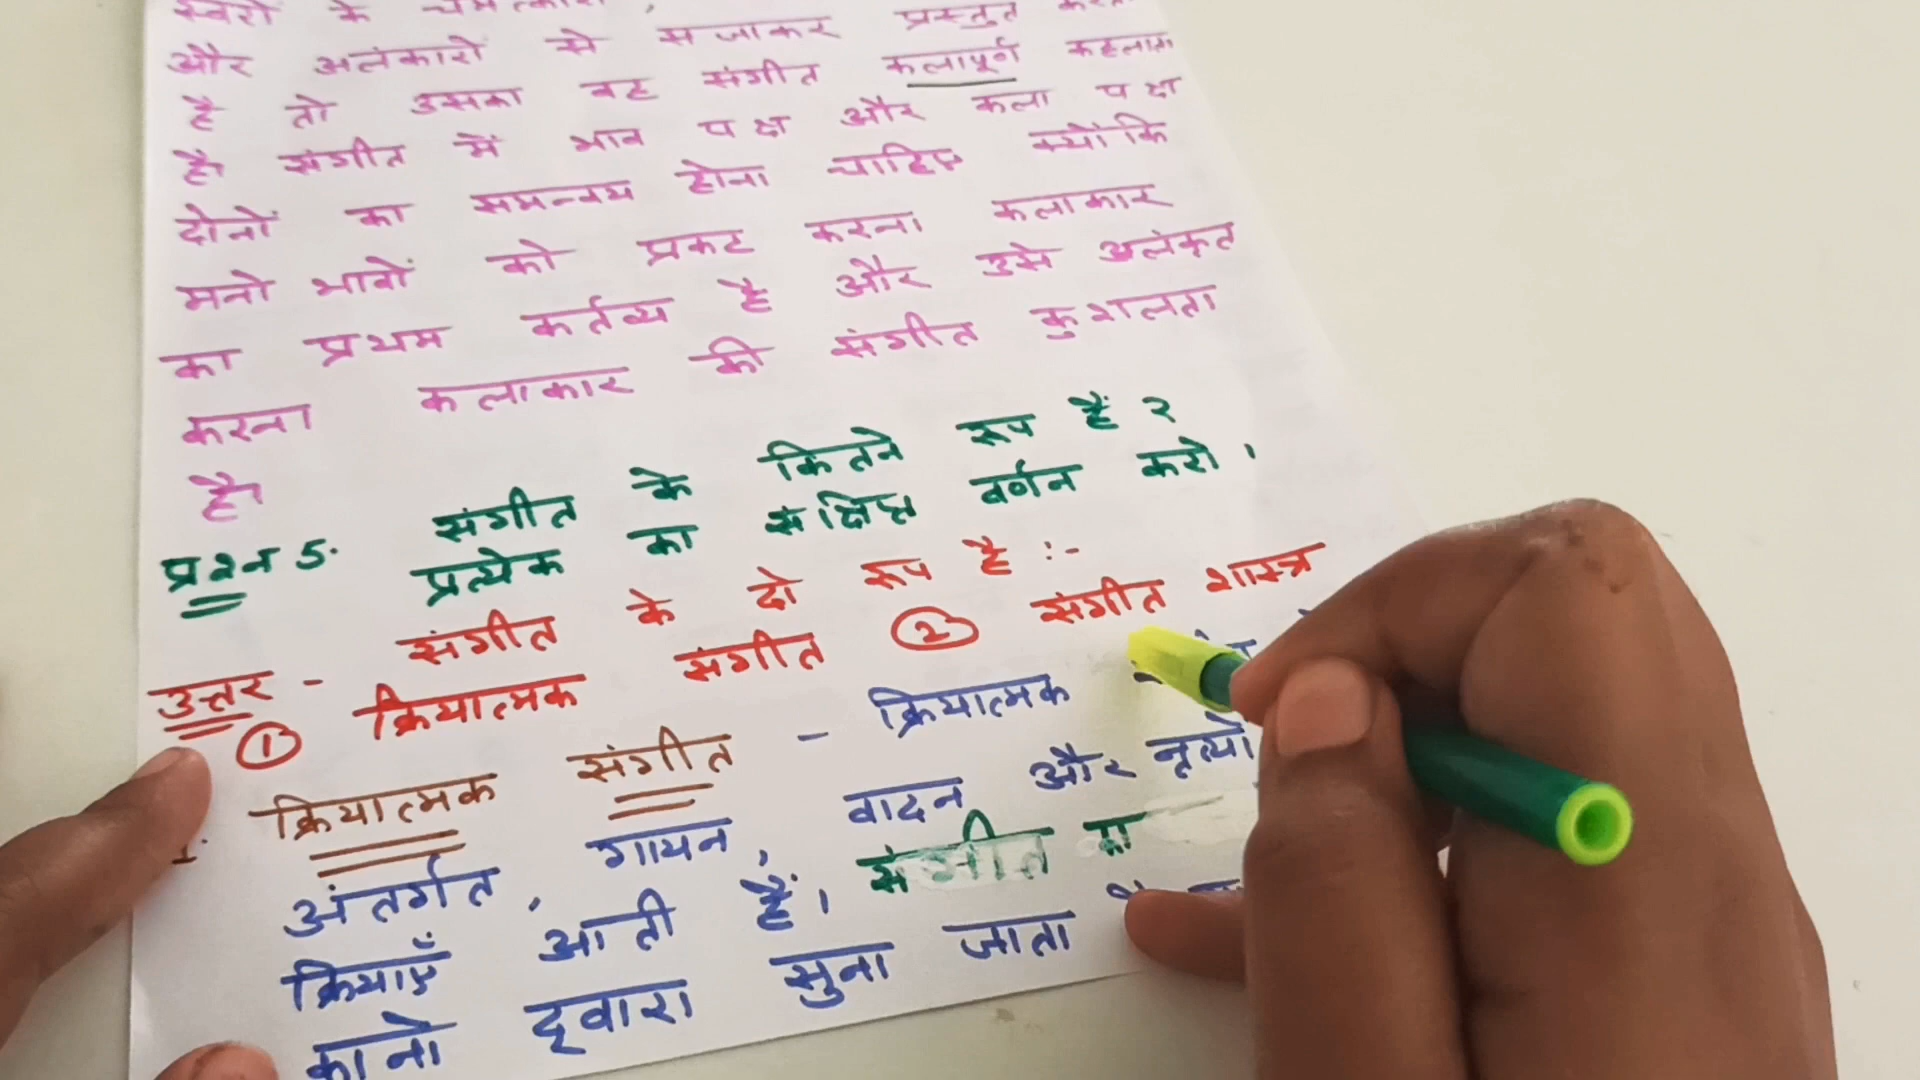 स्वरों के
और अलंकारों से सजाकर प्रस्तुत
है तो उसका वह संगीत कलापूर्ण कहलाता
है। संगीत में भाव पक्ष और कला पक्ष
दोनों का समन्वय होना चाहिए क्योंकि
मनो भावों को प्रकट करना कलाकार
का प्रथम कर्तव्य है और उसे अलंकृत
करना कलाकार की संगीत कुशलता
है।
प्रश्न 5. संगीत के कितने रूप हैं ?
प्रत्येक का संक्षिप्त वर्णन करो।
उत्तर - संगीत के दो रूप है :-
① क्रियात्मक संगीत ② संगीत शास्त्र
1. क्रियात्मक संगीत - क्रियात्मक
अंतर्गत, गायन, वादन और नृत्य
क्रियाएँ आती हैं। संगीत का
कानो द्वारा सुना जाता